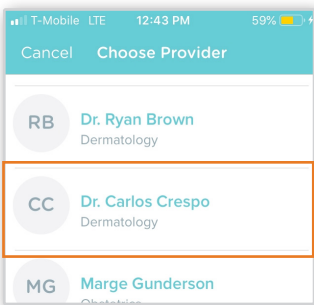 T-Mobile LTE 12:43 PM 59%
Cancel Choose Provider
RB
Dr. Ryan Brown
Dermatology
CC
Dr. Carlos Crespo
Dermatology
MG
Marge Gunderson
Obstetrics